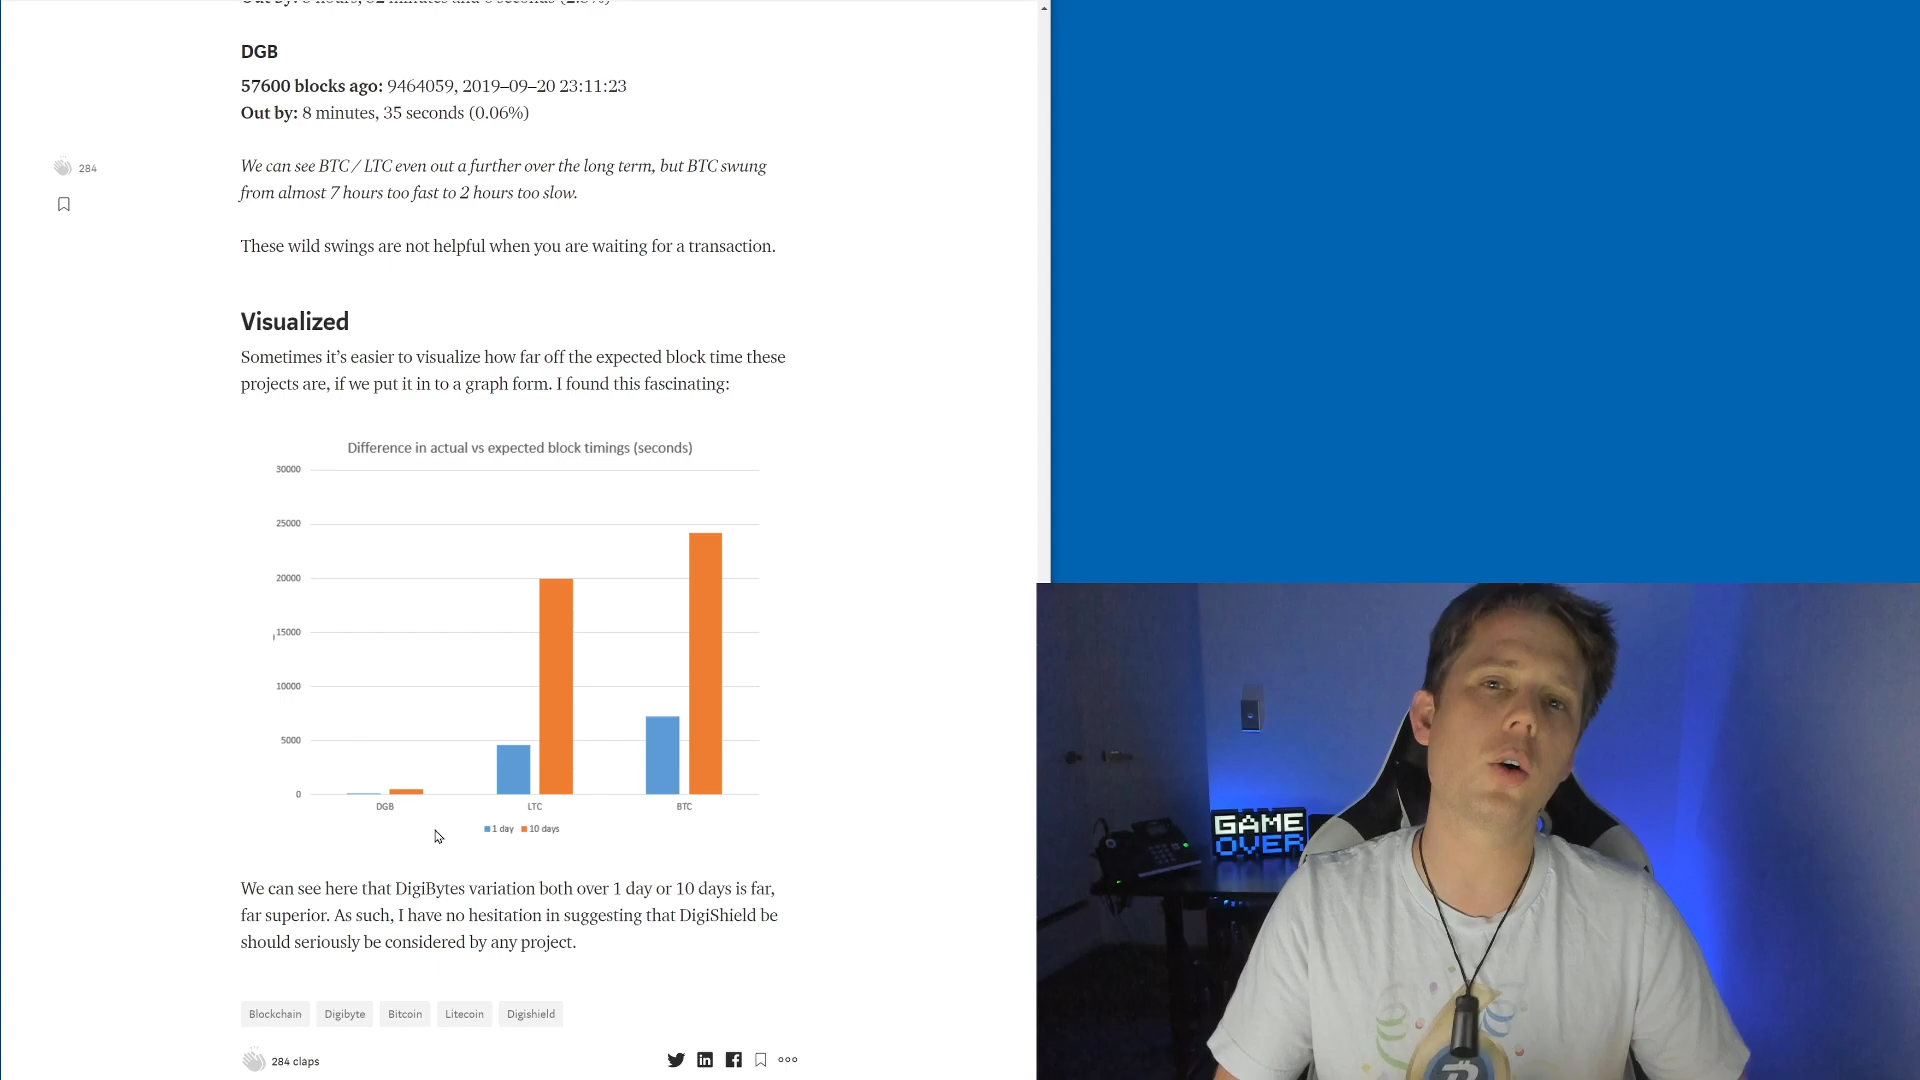 DGB
57600 blocks ago: 9464059, 2019–09–20 23:11:23
Out by: 8 minutes, 35 seconds (0.06%)
284
We can see BTC / LTC even out a further over the long term, but BTC swung
from almost 7 hours too fast to 2 hours too slow.
These wild swings are not helpful when you are waiting for a transaction.
Visualized
Sometimes it’s easier to visualize how far off the expected block time these
projects are, if we put it in to a graph form. I found this fascinating:
Difference in actual vs expected block timings (seconds)
30000
25000
20000
15000
10000
5000
0
DGB LTC BTC
1 day 10 days
We can see here that DigiBytes variation both over 1 day or 10 days is far,
far superior. As such, I have no hesitation in suggesting that DigiShield be
should seriously be considered by any project.
Blockchain Digibyte Bitcoin Litecoin Digishield
284 claps
GAME
OVER